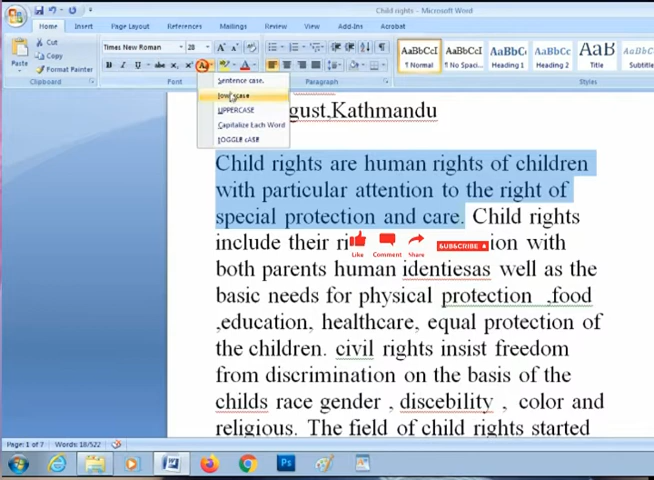 Child rights - Microsoft Word
Home Insert Page Layout References Mailings Review View Add-Ins Acrobat
Cut
Copy
Format Painter
Paste
Clipboard
Times New Roman 28
Font
Paragraph
AaBbCcI AaBbCcI AaBbC AaBbCc AaB AaBbCc
¶ Normal ¶ No Spaci... Heading 1 Heading 2 Title Subtitle
Styles
Sentence case.
lowercase
UPPERCASE
Capitalize Each Word
tOGGLE cASE
gust,Kathmandu
Child rights are human rights of children
with particular attention to the right of
special protection and care. Child rights
include their ri ion with
Like Comment Share SUBSCRIBE
both parents human identiesas well as the
basic needs for physical protection ,food
,education, healthcare, equal protection of
the children. civil rights insist freedom
from discrimination on the basis of the
childs race gender , discebility , color and
religious. The field of child rights started
Page: 1 of 7 Words: 18/522